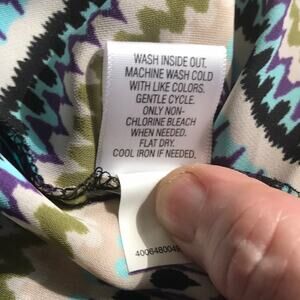 WASH INSIDE OUT.
MACHINE WASH COLD
WITH LIKE COLORS.
GENTLE CYCLE.
ONLY NON-
CHLORINE BLEACH
WHEN NEEDED.
FLAT DRY.
COOL IRON IF NEEDED.